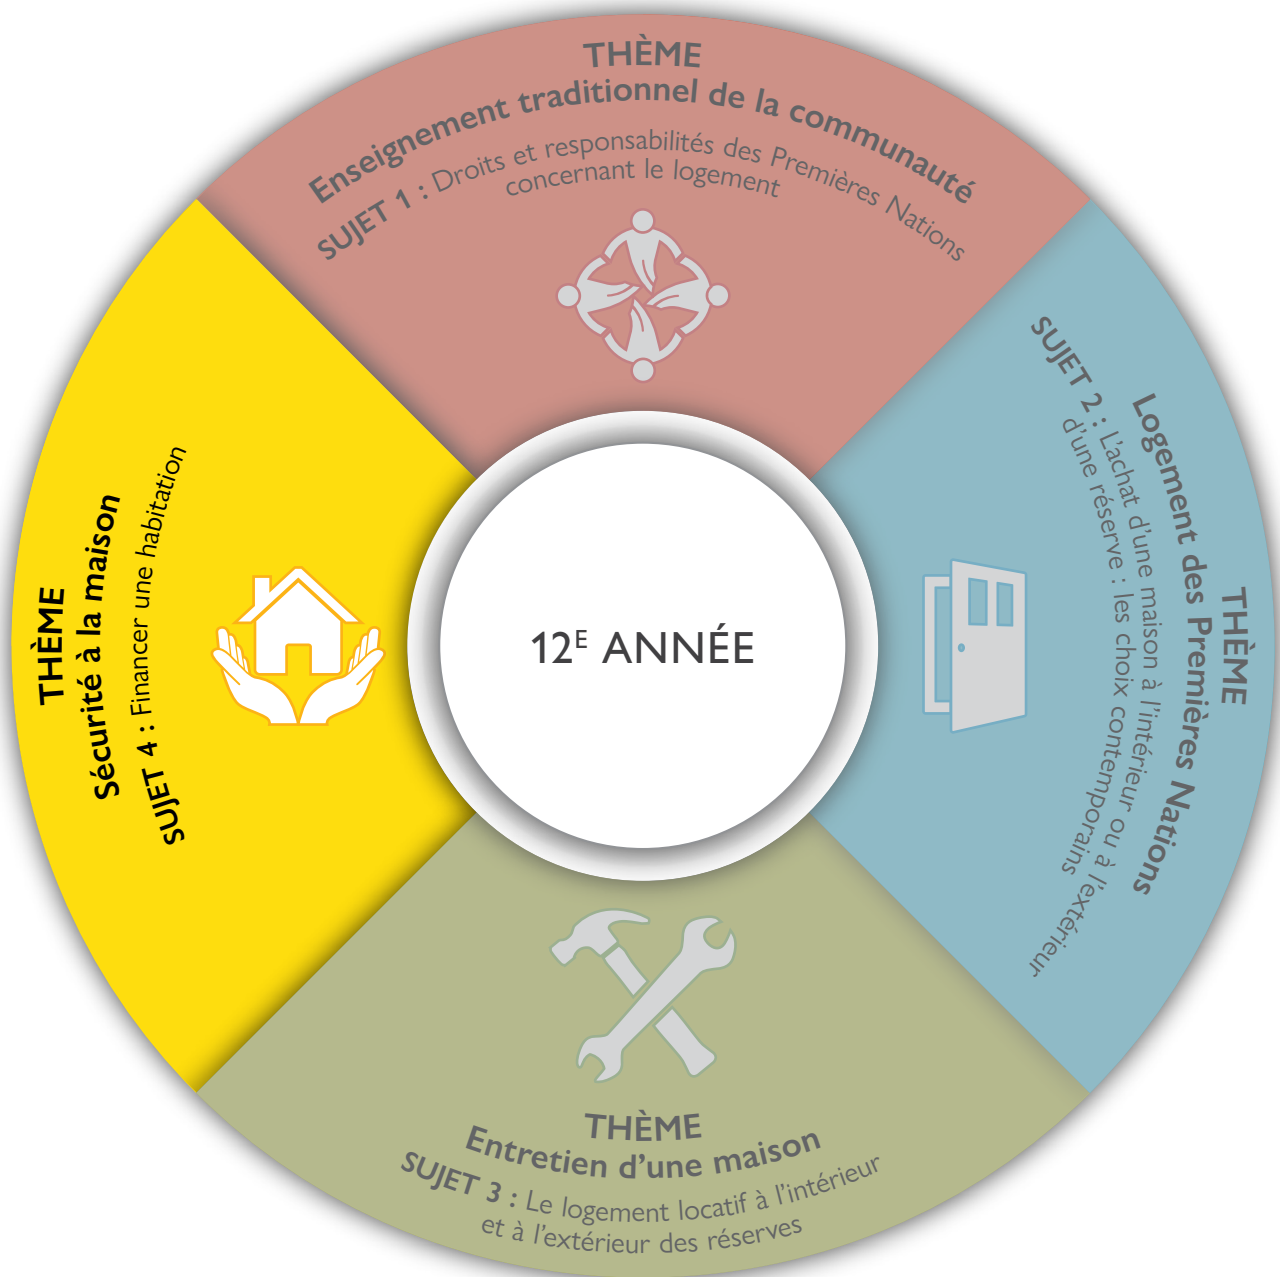 THÈME
Enseignement traditionnel de la communauté
SUJET 1 : Droits et responsabilités des Premières Nations
concernant le logement
THÈME
Logement des Premières Nations
SUJET 2 : L'achat d'une maison à l'intérieur ou à l'extérieur
d'une réserve : les choix contemporains
12E ANNÉE
THÈME
Entretien d'une maison
SUJET 3 : Le logement locatif à l'intérieur
et à l'extérieur des réserves
THÈME
Sécurité à la maison
SUJET 4 : Financer une habitation